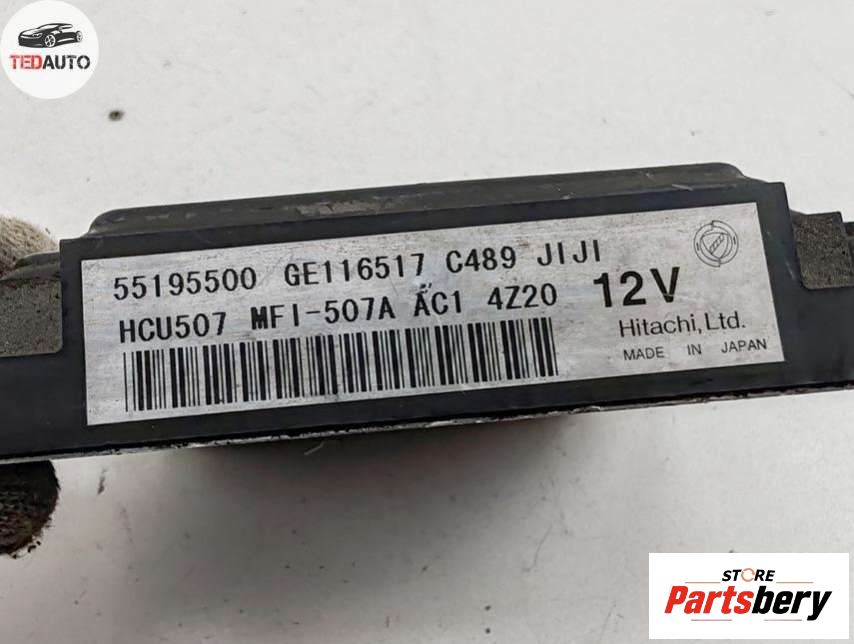 TEDAUTO
55195500 GE116517 C489 JIJI
HCU507 MFI-507A AC1 4Z20
12V
Hitachi, Ltd.
MADE IN JAPAN
STORE
Partsbery